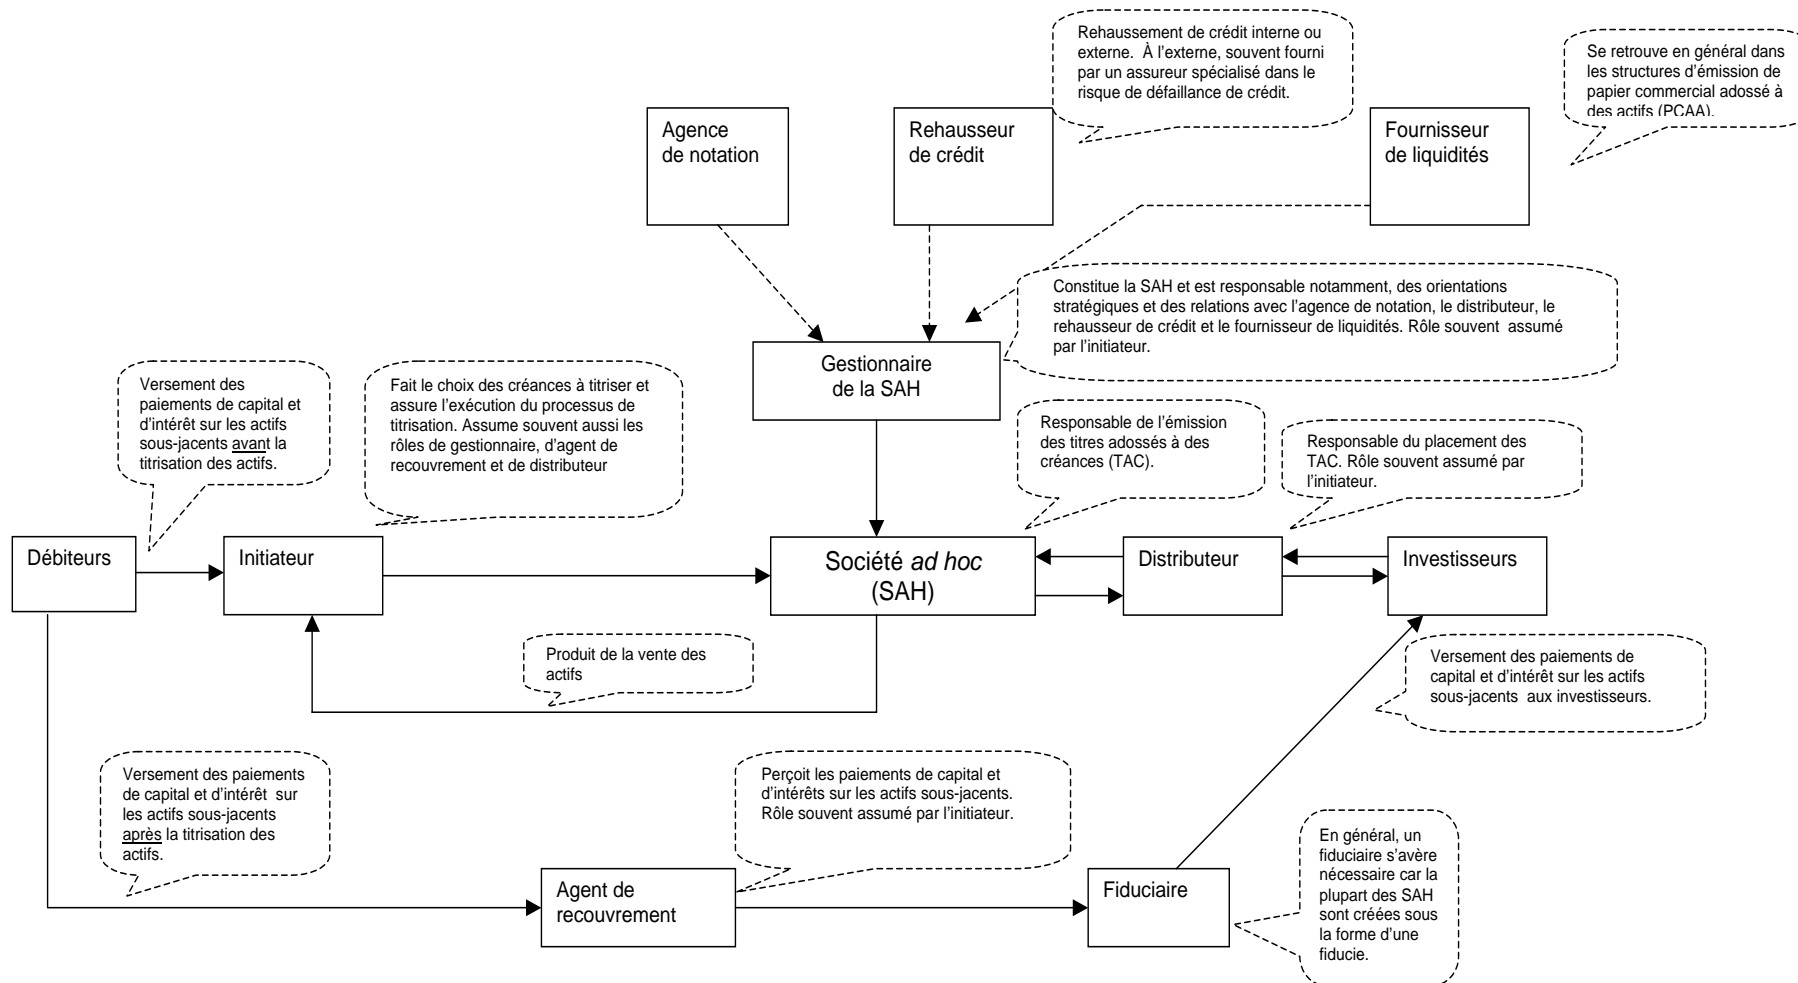 Rehaussement de crédit interne ou
externe. À l'externe, souvent fourni
par un assureur spécialisé dans le
risque de défaillance de crédit.
Se retrouve en général dans
les structures d'émission de
papier commercial adossé à
des actifs (PCAA).
Agence
de notation
Rehausseur
de crédit
Fournisseur
de liquidités
Constitue la SAH et est responsable notamment, des orientations
stratégiques et des relations avec l'agence de notation, le distributeur, le
rehausseur de crédit et le fournisseur de liquidités. Rôle souvent assumé
par l'initiateur.
Gestionnaire
de la SAH
Versement des
paiements de capital et
d'intérêt sur les actifs
sous-jacents avant la
titrisation des actifs.
Fait le choix des créances à titriser et
assure l'exécution du processus de
titrisation. Assume souvent aussi les
rôles de gestionnaire, d'agent de
recouvrement et de distributeur
Responsable de l'émission
des titres adossés à des
créances (TAC).
Responsable du placement des
TAC. Rôle souvent assumé par
l'initiateur.
Débiteurs
Initiateur
Société ad hoc
(SAH)
Distributeur
Investisseurs
Produit de la vente des
actifs
Versement des paiements de
capital et d'intérêt sur les actifs
sous-jacents aux investisseurs.
Versement des paiements
de capital et d'intérêt sur
les actifs sous-jacents
après la titrisation des
actifs.
Perçoit les paiements de capital et
d'intérêts sur les actifs sous-jacents.
Rôle souvent assumé par l'initiateur.
En général, un
fiduciaire s'avère
nécessaire car la
plupart des SAH
sont créées sous
la forme d'une
fiducie.
Agent de
recouvrement
Fiduciaire